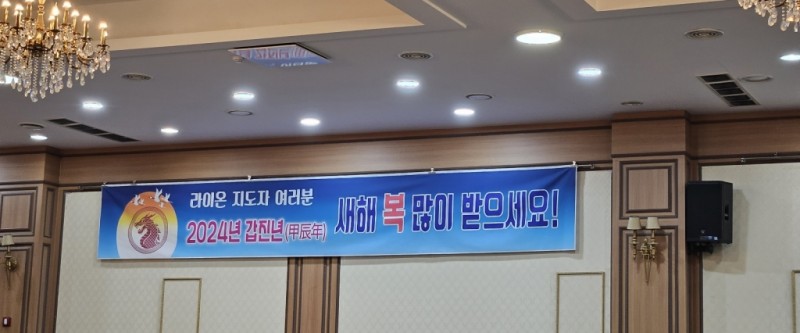 라이온 지도자 여러분
2024년 갑진년(甲辰年)
새해 복 많이 받으세요!